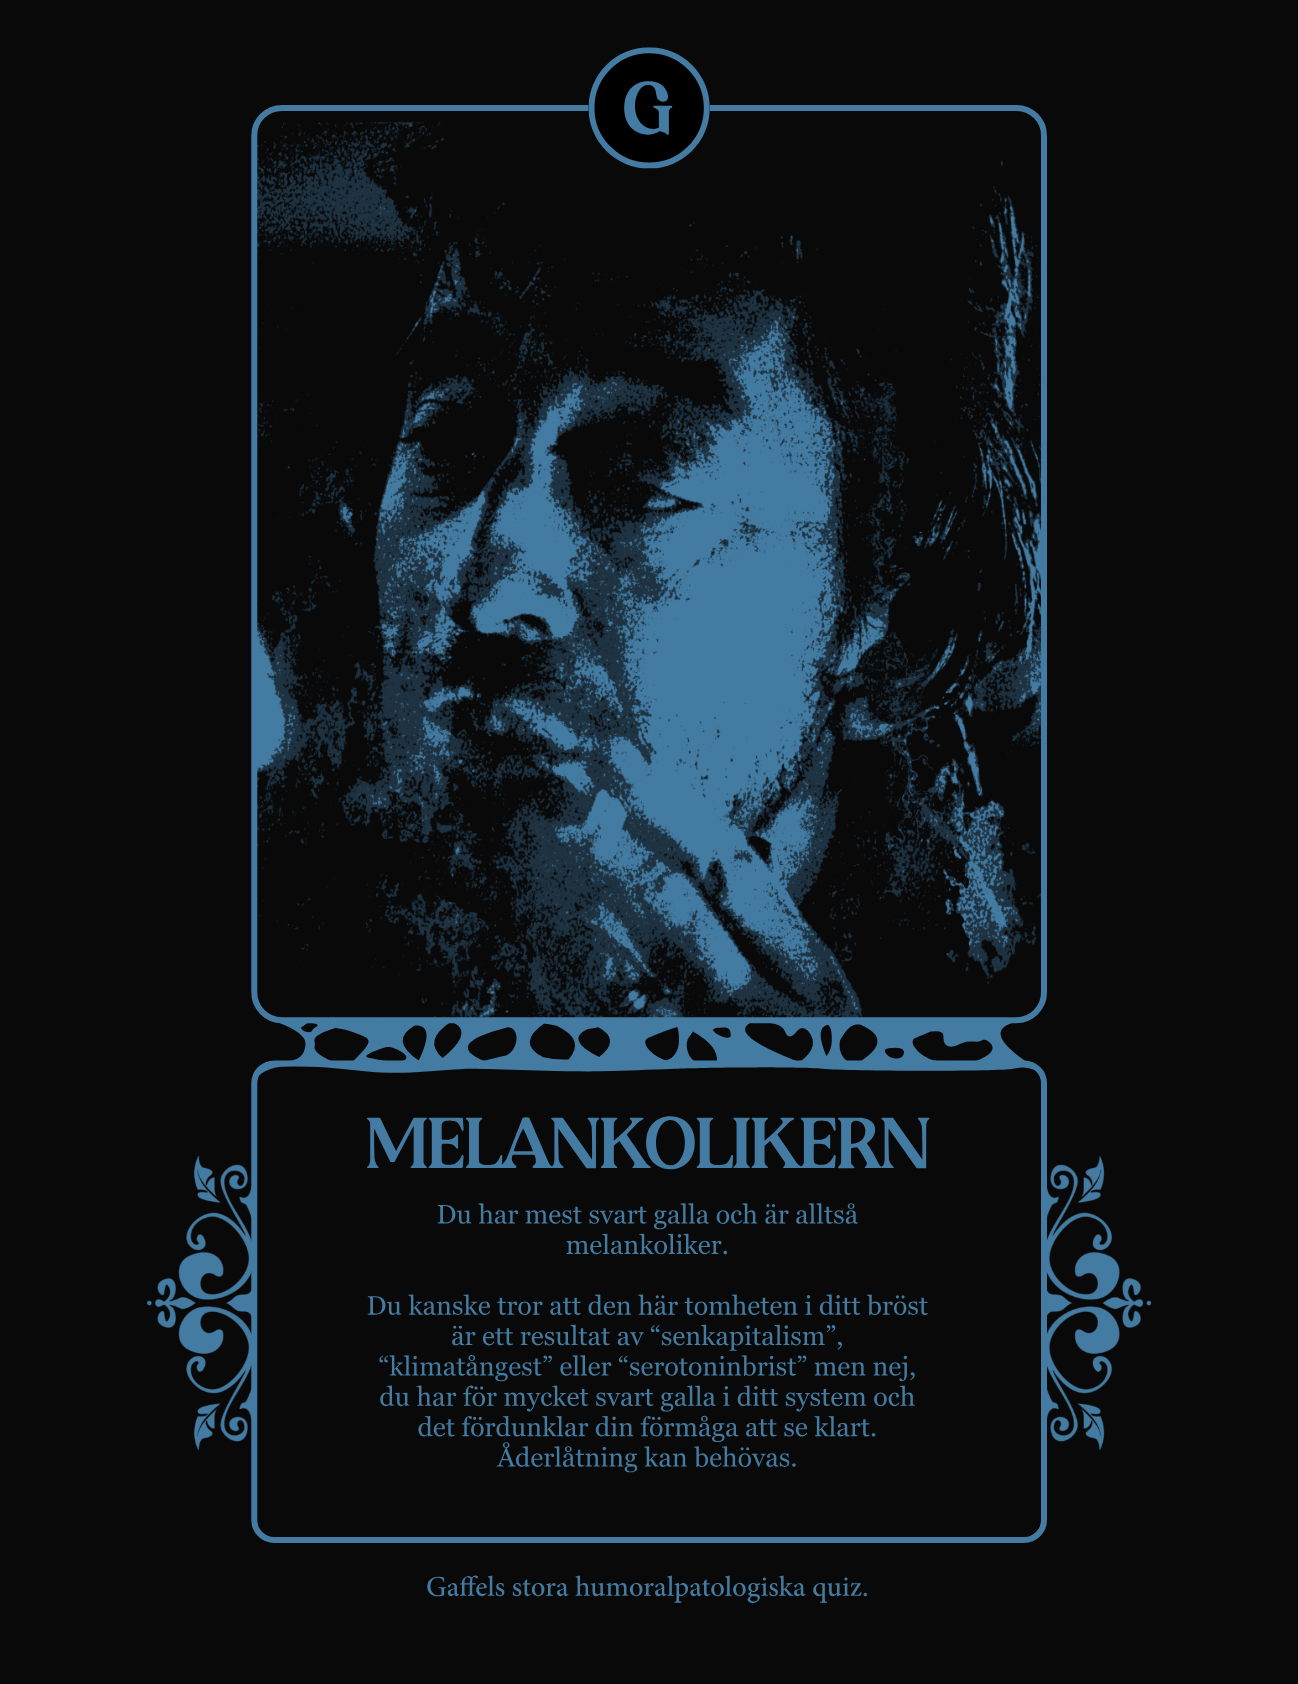 G
MELANKOLIKERN
Du har mest svart galla och är alltså
melankoliker.
Du kanske tror att den här tomheten i ditt bröst
är ett resultat av “senkapitalism”,
“klimatångest” eller “serotoninbrist” men nej,
du har för mycket svart galla i ditt system och
det fördunklar din förmåga att se klart.
Åderlåtning kan behövas.
Gaffels stora humoralpatologiska quiz.